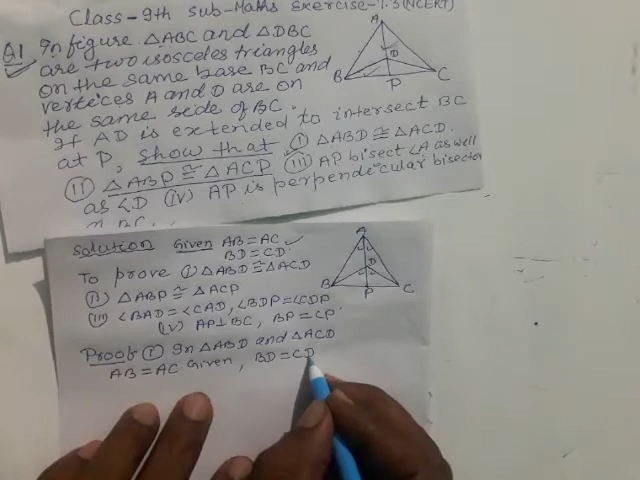 Class-9th Sub-Maths Exercise-7.3 (NCERT)
Q1 In figure △ABC and △DBC
are two isosceles triangles
on the same base BC and
vertices A and D are on
the same side of BC.
If AD is extended to intersect BC
at P, show that (I) △ABD ≅ △ACD.
(II) △ABP ≅ △ACP (III) AP bisect ∠A as well
as ∠D (IV) AP is perpendicular bisector
A
D
B
P
C
Solution Given AB = AC ✓
BD = CD.
To prove (I) △ABD ≅ △ACD
(II) △ABP ≅ △ACP
(III) ∠BAD = ∠CAD, ∠BDP = ∠CDP
(IV) AP ⊥ BC, BP = CP.
A
D
B
P
C
Proof: (I) In △ABD and △ACD
AB = AC Given, BD = CD